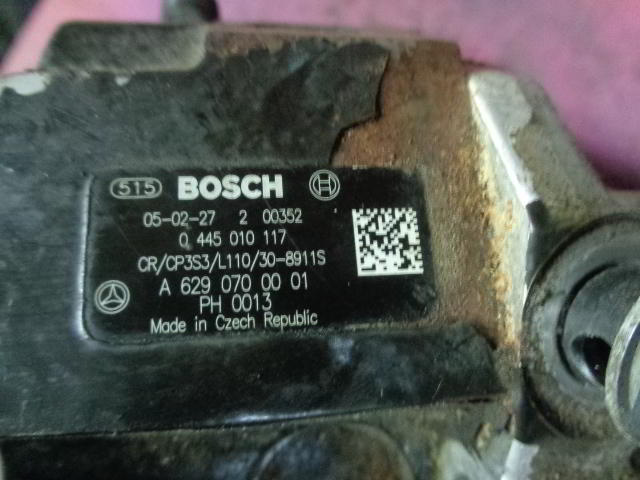 515 BOSCH
05-02-27 2 00352
0 445 010 117
CR/CP3S3/L110/30-8911S
A 629 070 00 01
PH 0013
Made in Czech Republic